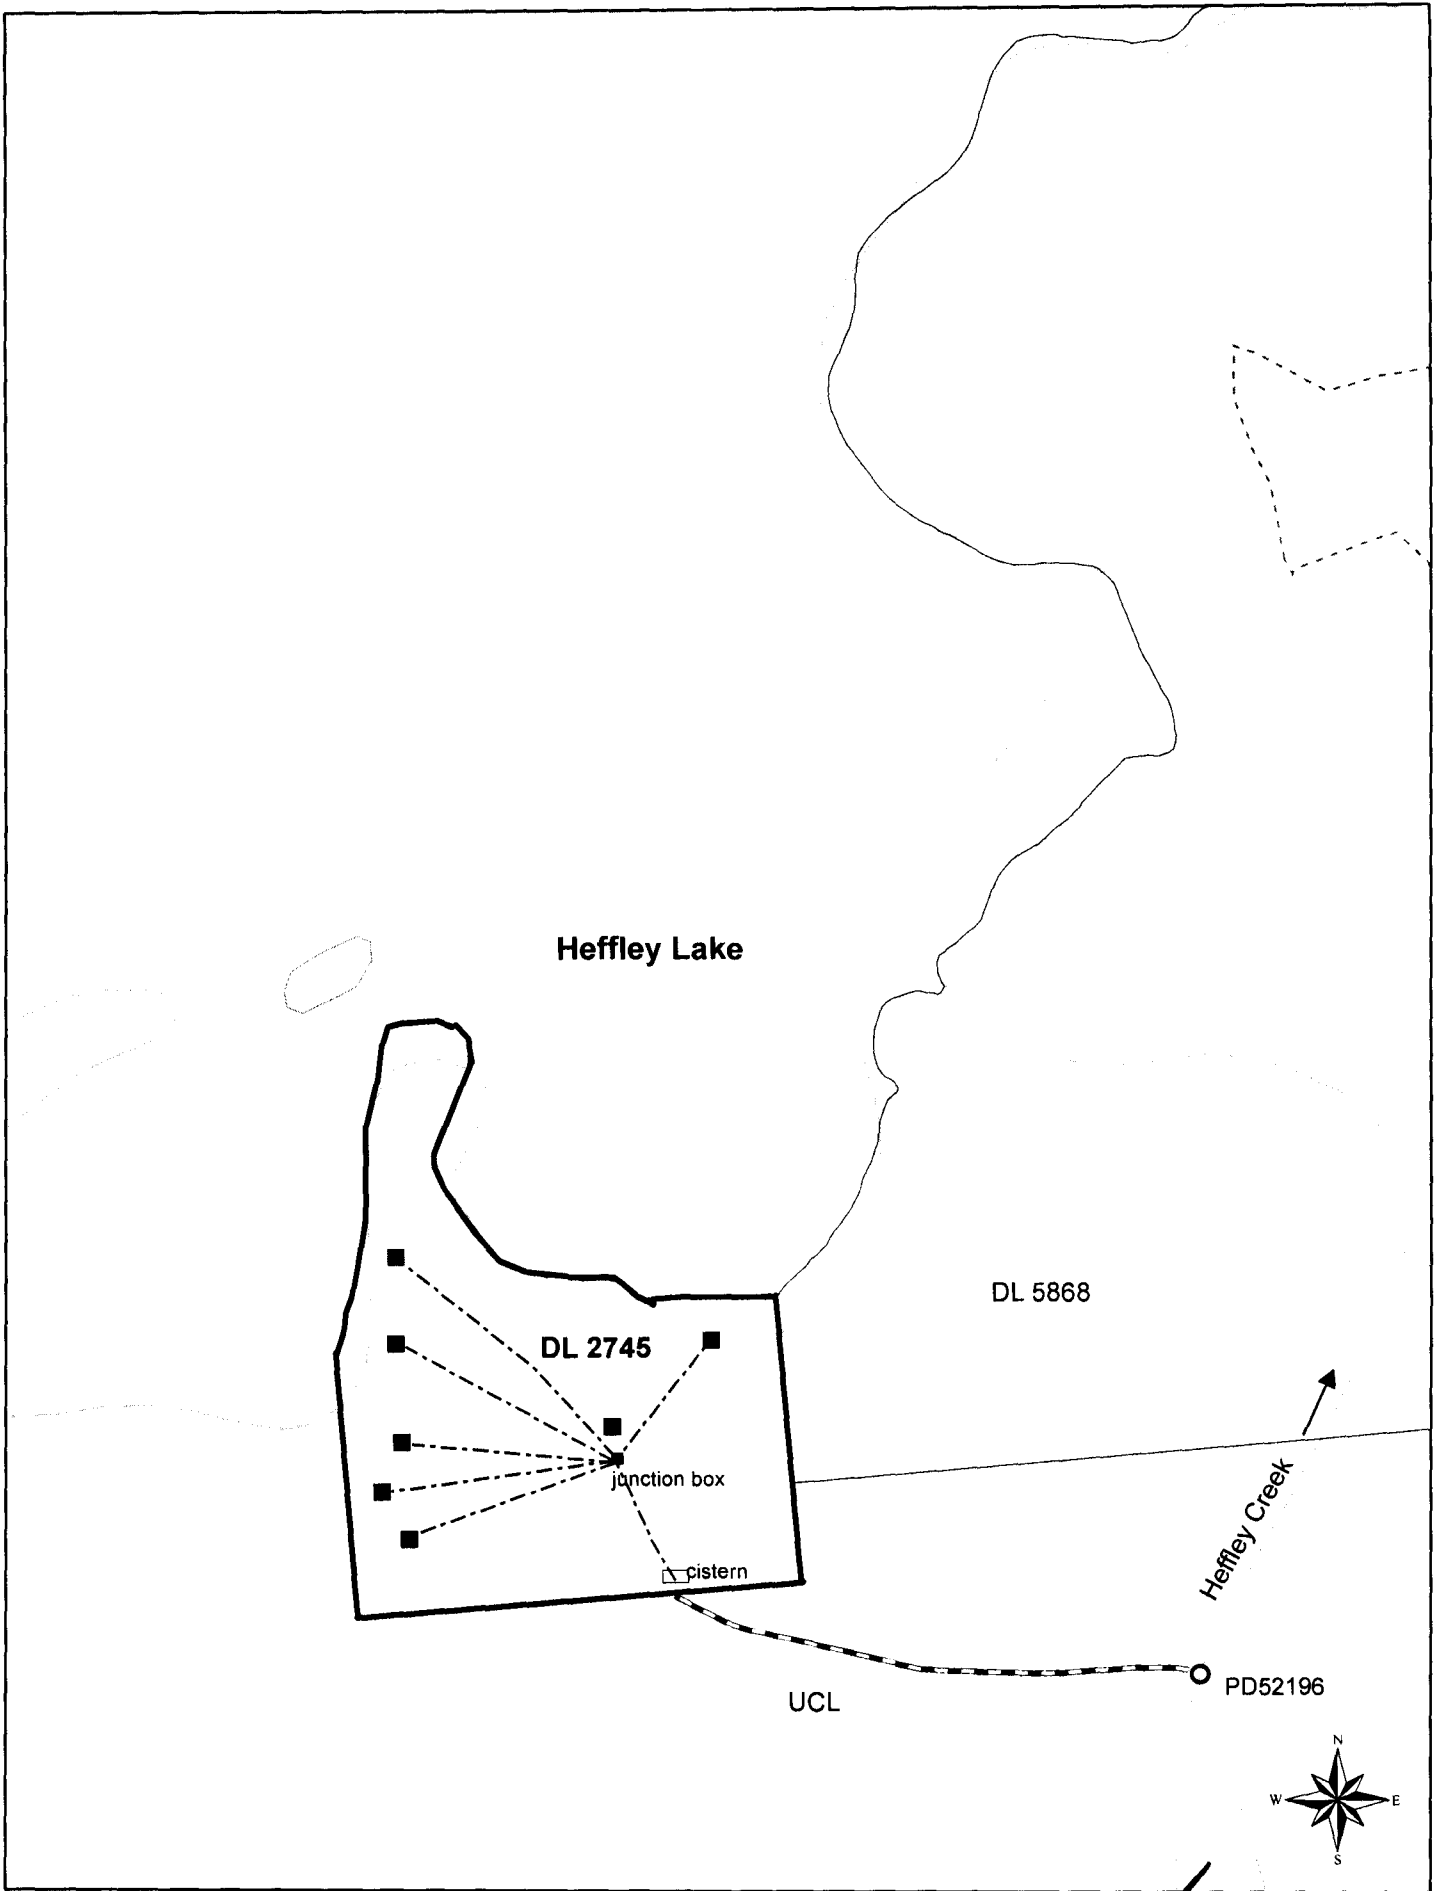 Heffley Lake
DL 5868
DL 2745
junction box
Heffley Creek
cistern
PD52196
UCL
N
W
E
S